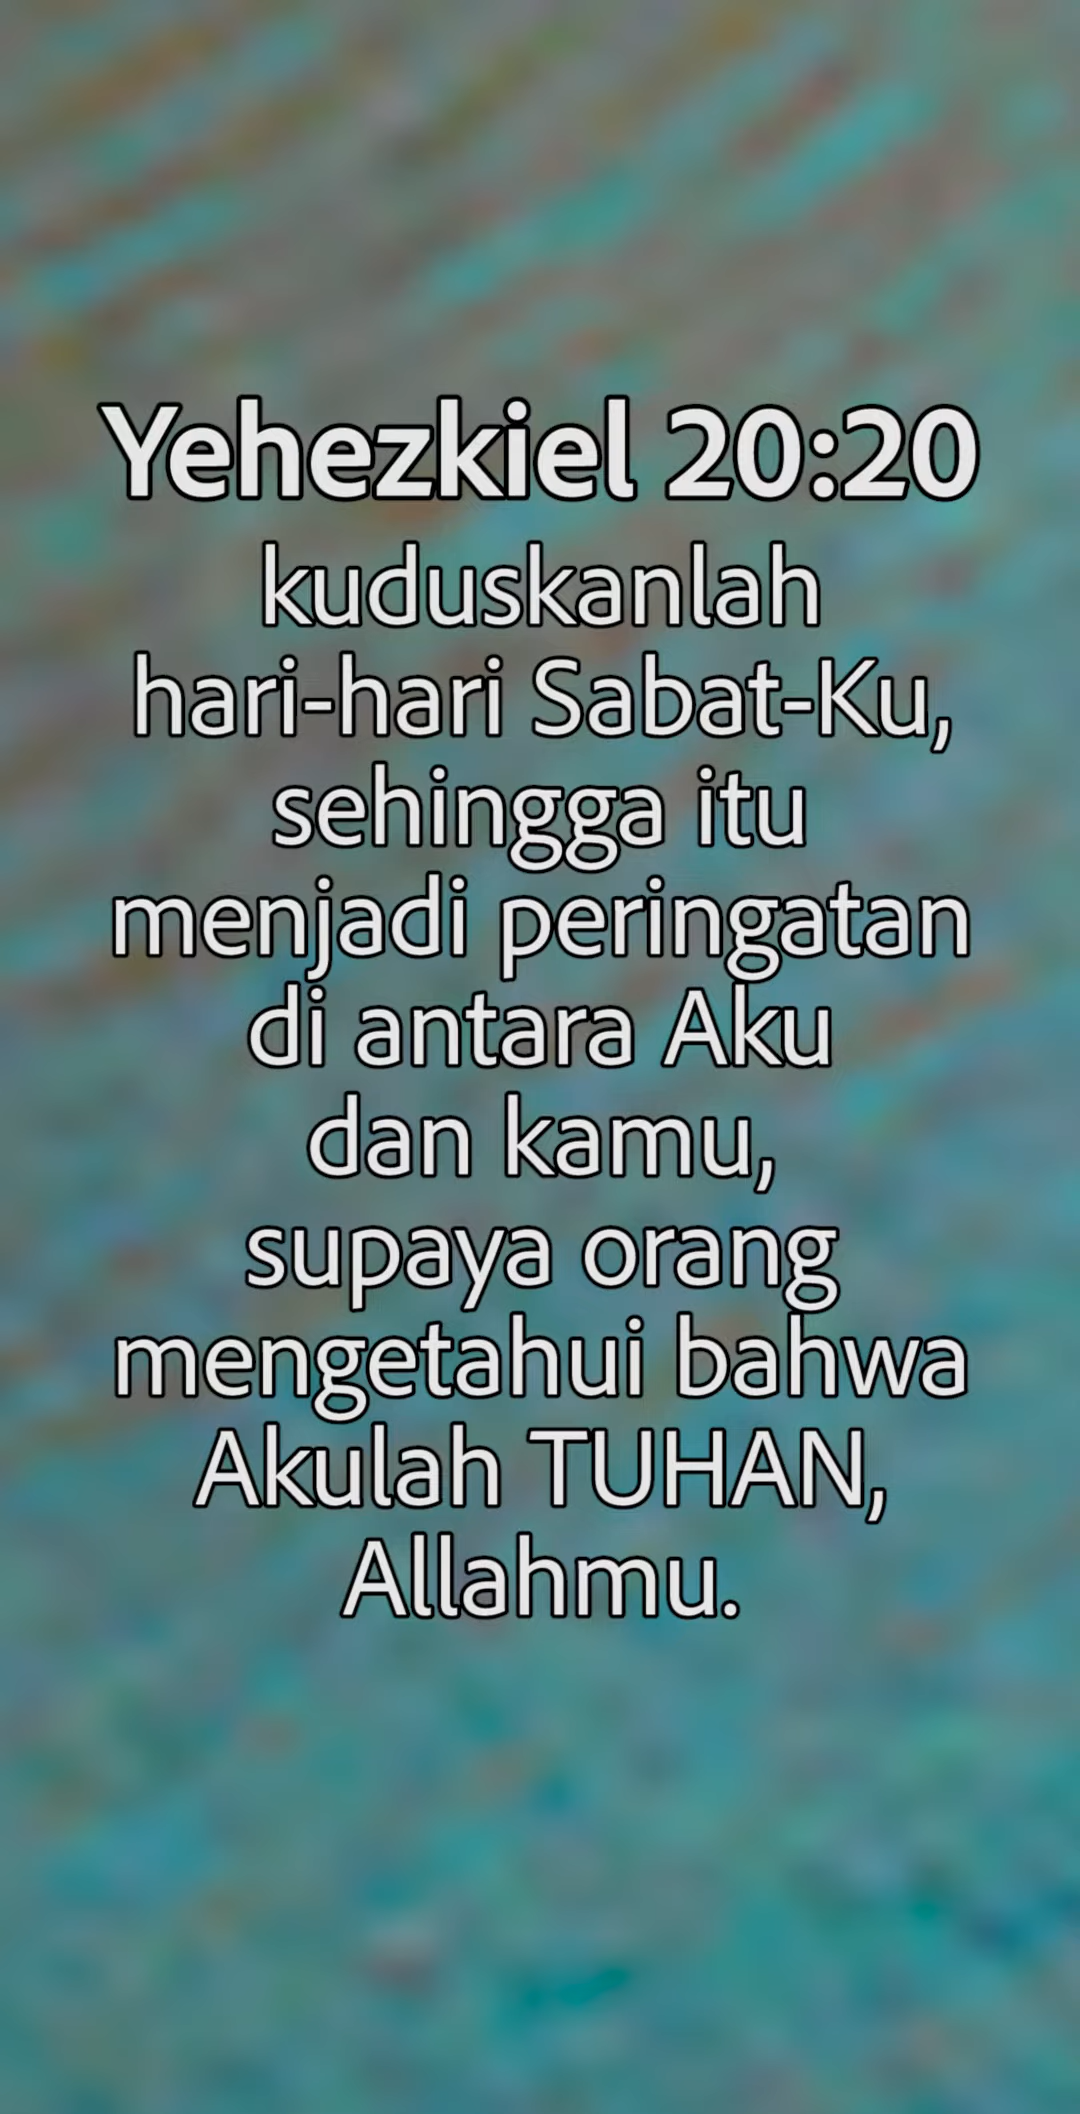 Yehezkiel 20:20
kuduskanlah
hari-hari Sabat-Ku,
sehingga itu
menjadi peringatan
di antara Aku
dan kamu,
supaya orang
mengetahui bahwa
Akulah TUHAN,
Allahmu.